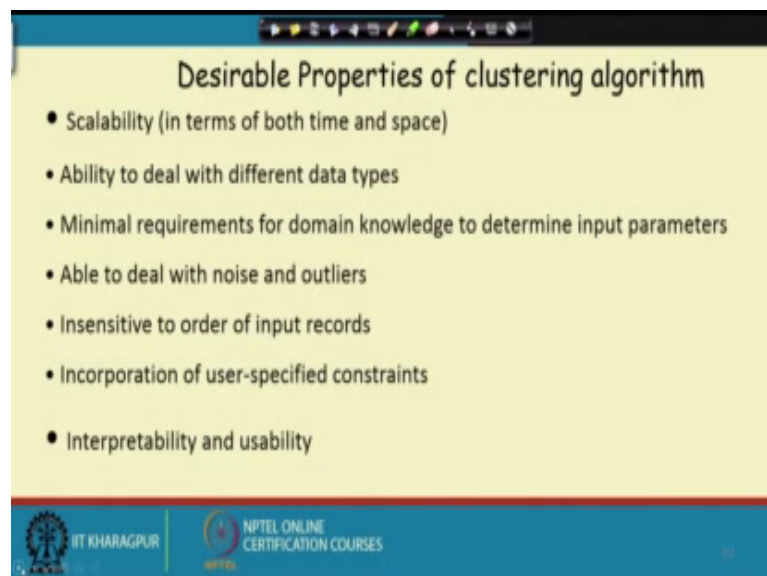 Desirable Properties of clustering algorithm
• Scalability (in terms of both time and space)
• Ability to deal with different data types
• Minimal requirements for domain knowledge to determine input parameters
• Able to deal with noise and outliers
• Insensitive to order of input records
• Incorporation of user-specified constraints
• Interpretability and usability
IIT KHARAGPUR
NPTEL ONLINE
CERTIFICATION COURSES
NPTEL